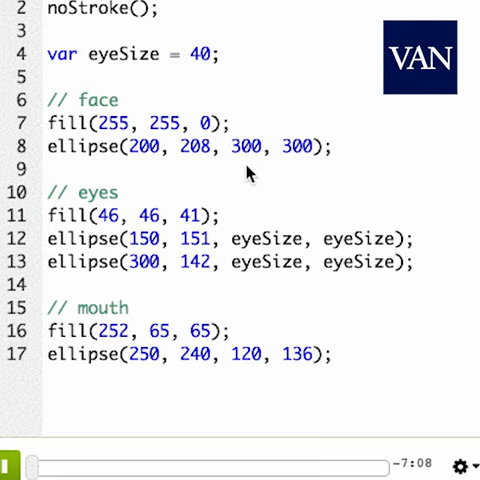 2 noStroke();
3
4 var eyeSize = 40;
5
6 // face
7 fill(255, 255, 0);
8 ellipse(200, 208, 300, 300);
9
10 // eyes
11 fill(46, 46, 41);
12 ellipse(150, 151, eyeSize, eyeSize);
13 ellipse(300, 142, eyeSize, eyeSize);
14
15 // mouth
16 fill(252, 65, 65);
17 ellipse(250, 240, 120, 136);
VAN
-7:08